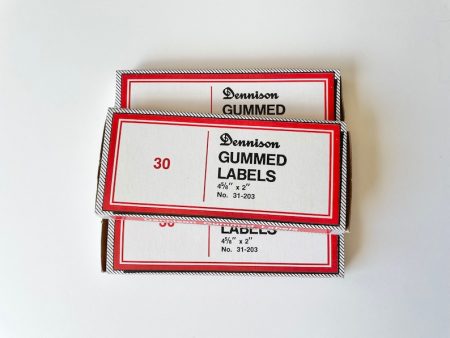 Dennison
GUMMED
30
Dennison
GUMMED
LABELS
4⅝" x 2"
No. 31-203
30
LABELS
4⅝" x 2"
No. 31-203